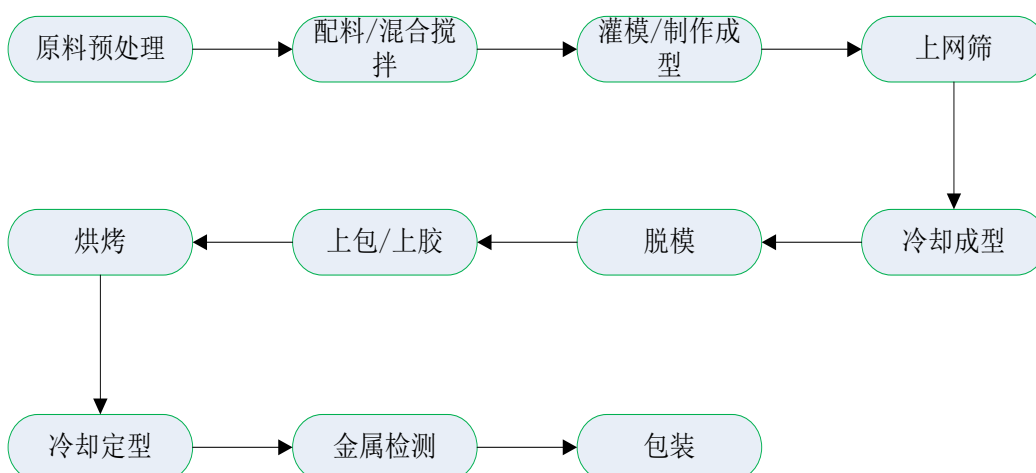 原料预处理
配料/混合搅
拌
灌模/制作成
型
上网筛
冷却成型
脱模
上包/上胶
烘烤
冷却定型
金属检测
包装